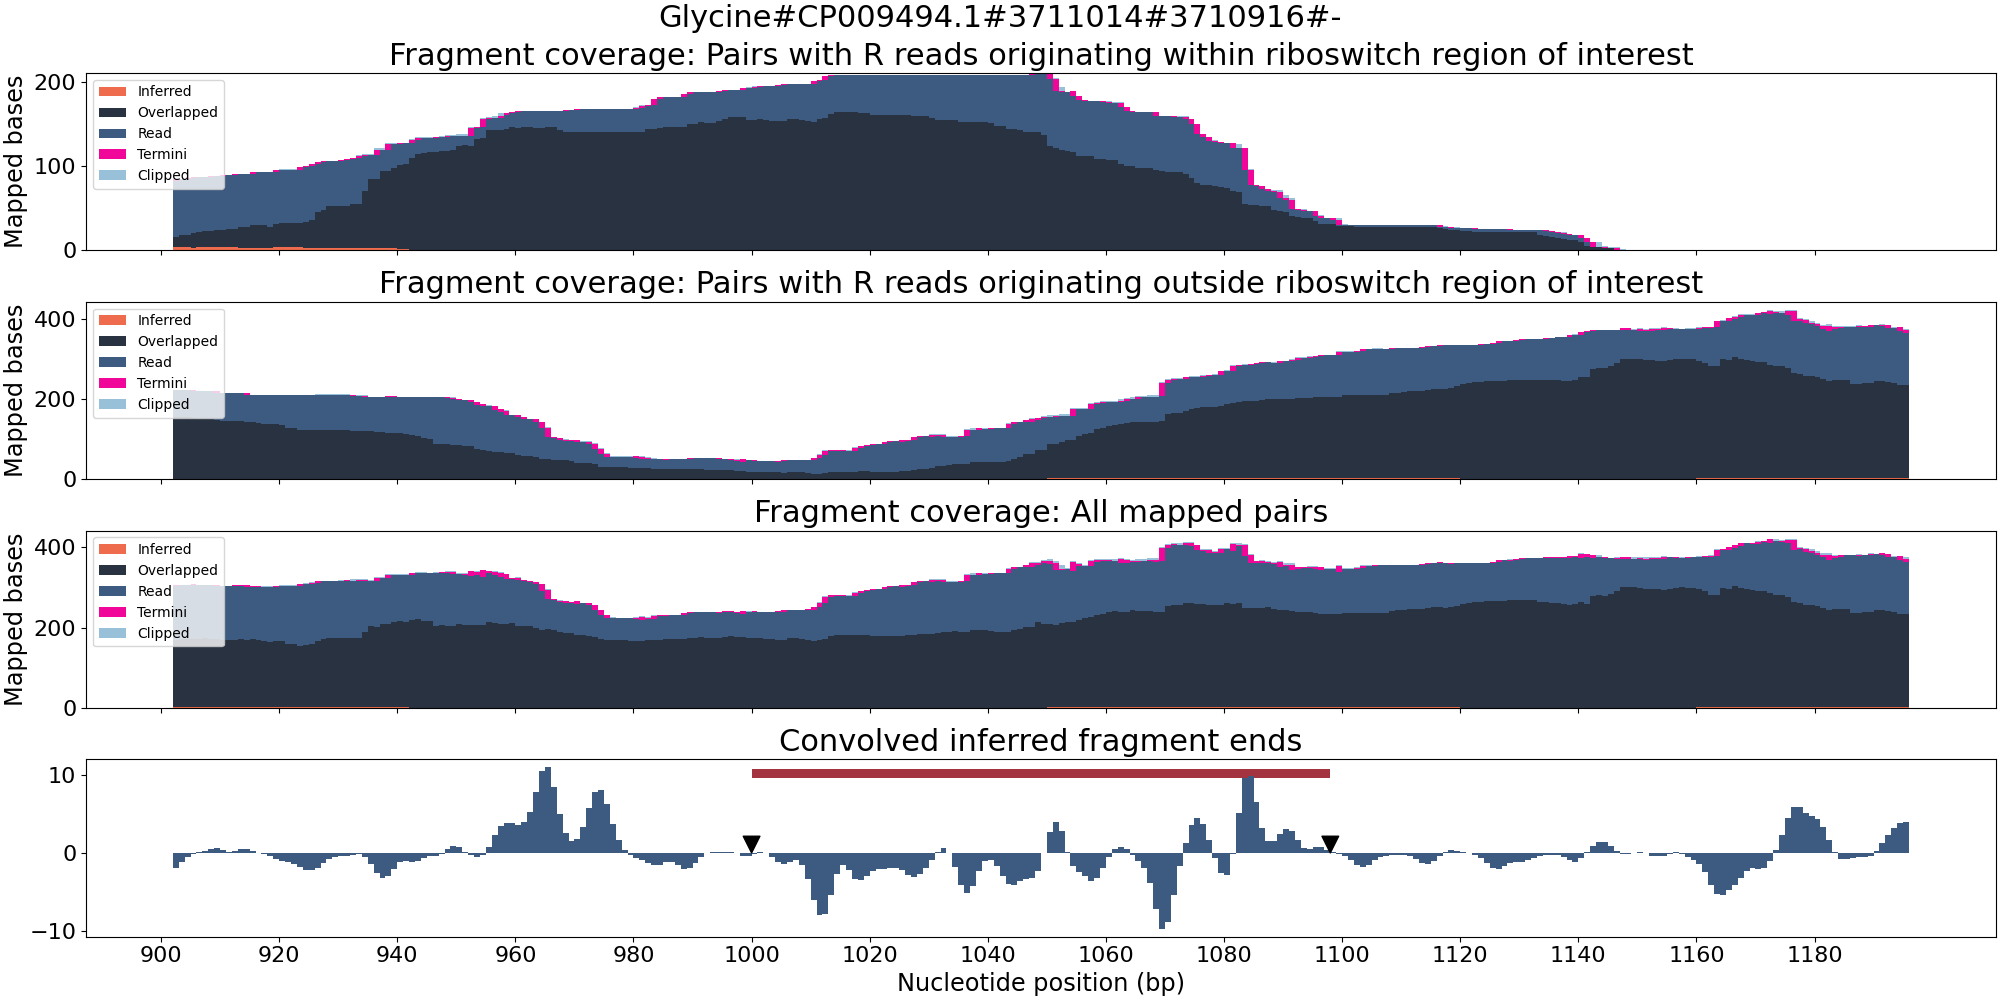 Glycine#CP009494.1#3711014#3710916#-
Fragment coverage: Pairs with R reads originating within riboswitch region of interest
Mapped bases
200
100
0
Inferred
Overlapped
Read
Termini
Clipped
Fragment coverage: Pairs with R reads originating outside riboswitch region of interest
Mapped bases
400
200
0
Inferred
Overlapped
Read
Termini
Clipped
Fragment coverage: All mapped pairs
Mapped bases
400
200
0
Inferred
Overlapped
Read
Termini
Clipped
Convolved inferred fragment ends
10
0
−10
900 920 940 960 980 1000 1020 1040 1060 1080 1100 1120 1140 1160 1180
Nucleotide position (bp)